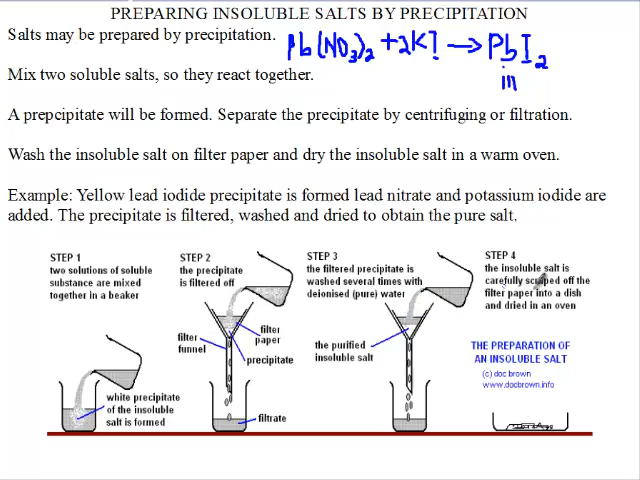 PREPARING INSOLUBLE SALTS BY PRECIPITATION
Salts may be prepared by precipitation.
Pb(NO3)2 + 2KI → PbI2
in
Mix two soluble salts, so they react together.
A prepcipitate will be formed. Separate the precipitate by centrifuging or filtration.
Wash the insoluble salt on filter paper and dry the insoluble salt in a warm oven.
Example: Yellow lead iodide precipitate is formed lead nitrate and potassium iodide are
added. The precipitate is filtered, washed and dried to obtain the pure salt.
STEP 1
two solutions of soluble
substance are mixed
together in a beaker
white precipitate
of the insoluble
salt is formed
STEP 2
the precipitate
is filtered off
filter
funnel
filter
paper
precipitate
filtrate
STEP 3
the filtered precipitate is
washed several times with
deionised (pure) water
the purified
insoluble salt
STEP 4
the insoluble salt is
carefully scraped off the
filter paper into a dish
and dried in an oven
THE PREPARATION OF
AN INSOLUBLE SALT
(c) doc brown
www.docbrown.info